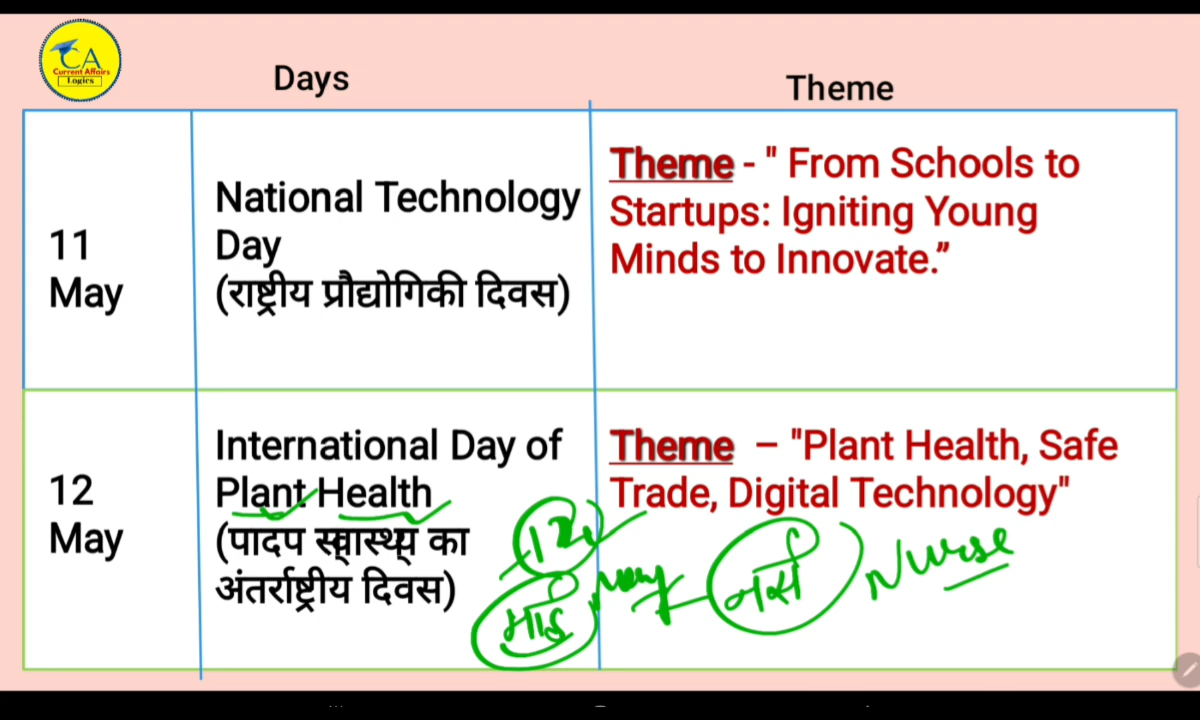 CA
Current Affairs
Logics
Days
Theme
11
May
National Technology
Day
(राष्ट्रीय प्रौद्योगिकी दिवस)
Theme - " From Schools to
Startups: Igniting Young
Minds to Innovate.”
12
May
International Day of
Plant Health
(पादप स्वास्थ्य का
अंतर्राष्ट्रीय दिवस)
Theme – "Plant Health, Safe
Trade, Digital Technology"
12
may
नर्स
Nurse